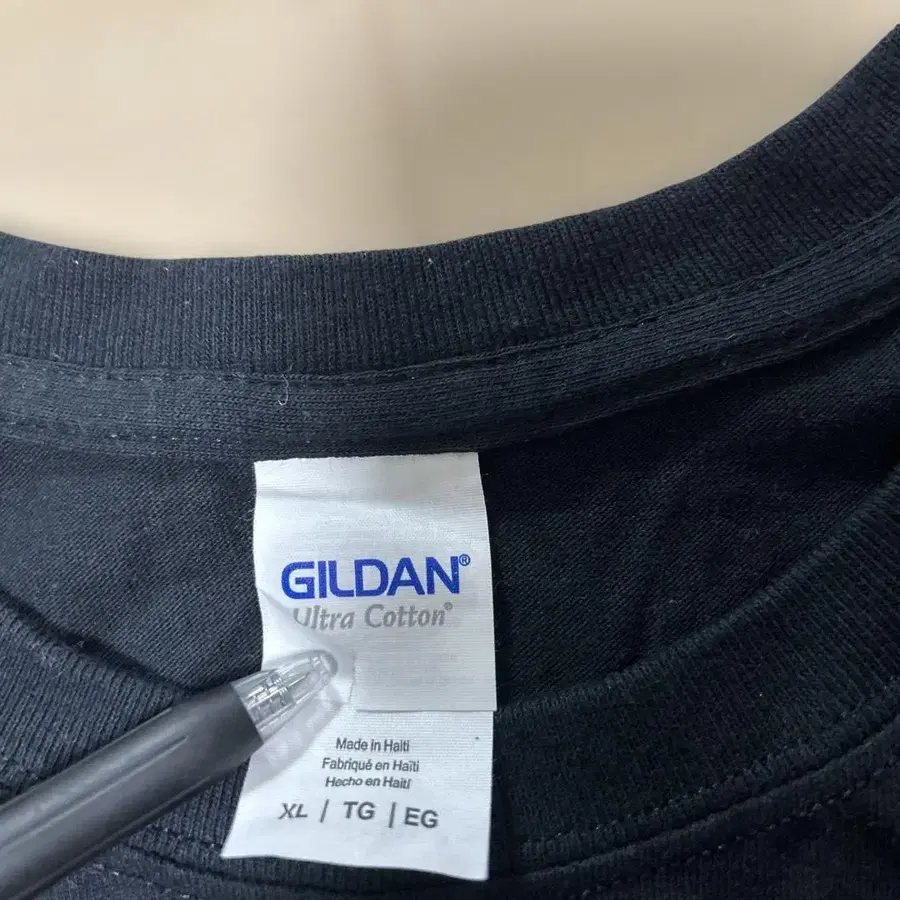 GILDAN®
Ultra Cotton®
Made in Haiti
Fabriqué en Haïti
Hecho en Haití
XL | TG | EG